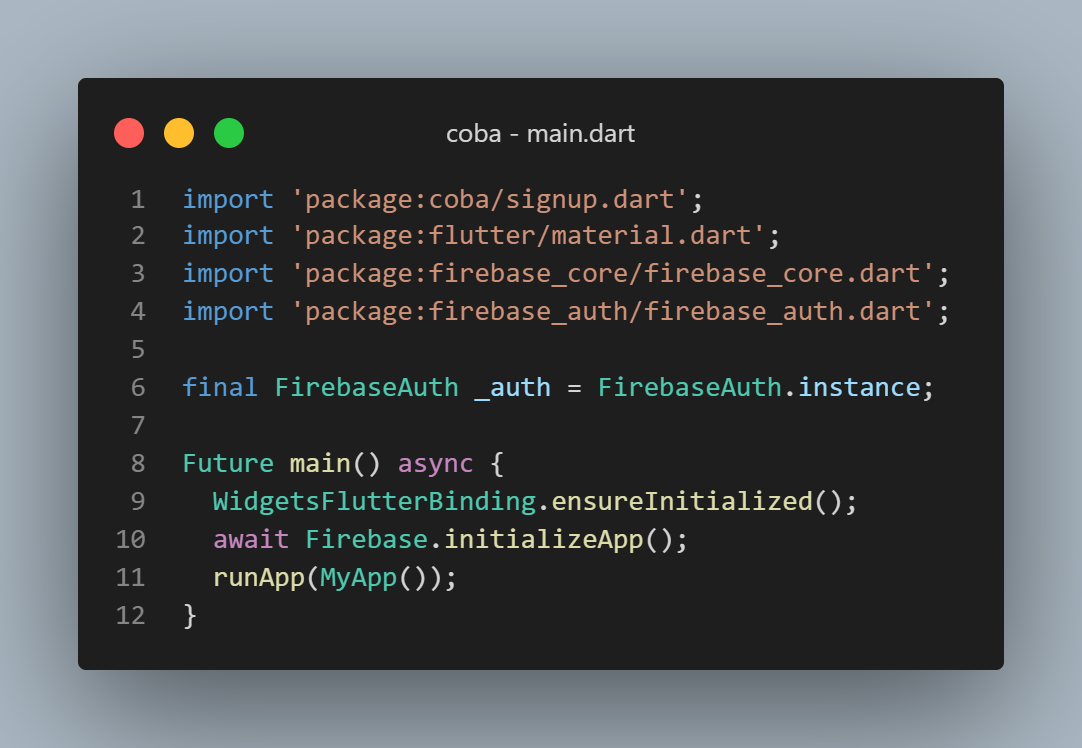 coba - main.dart
1 import 'package:coba/signup.dart';
2 import 'package:flutter/material.dart';
3 import 'package:firebase_core/firebase_core.dart';
4 import 'package:firebase_auth/firebase_auth.dart';
5
6 final FirebaseAuth _auth = FirebaseAuth.instance;
7
8 Future main() async {
9   WidgetsFlutterBinding.ensureInitialized();
10   await Firebase.initializeApp();
11   runApp(MyApp());
12 }